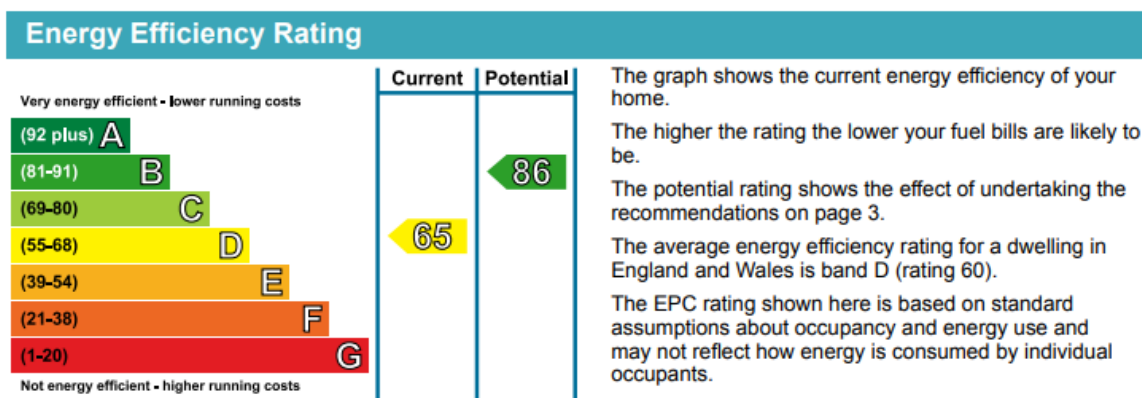 Energy Efficiency Rating
Current
Potential
Very energy efficient - lower running costs
(92 plus) A
(81-91) B
86
(69-80) C
(55-68) D
65
(39-54) E
(21-38) F
(1-20) G
Not energy efficient - higher running costs
The graph shows the current energy efficiency of your
home.
The higher the rating the lower your fuel bills are likely to
be.
The potential rating shows the effect of undertaking the
recommendations on page 3.
The average energy efficiency rating for a dwelling in
England and Wales is band D (rating 60).
The EPC rating shown here is based on standard
assumptions about occupancy and energy use and
may not reflect how energy is consumed by individual
occupants.